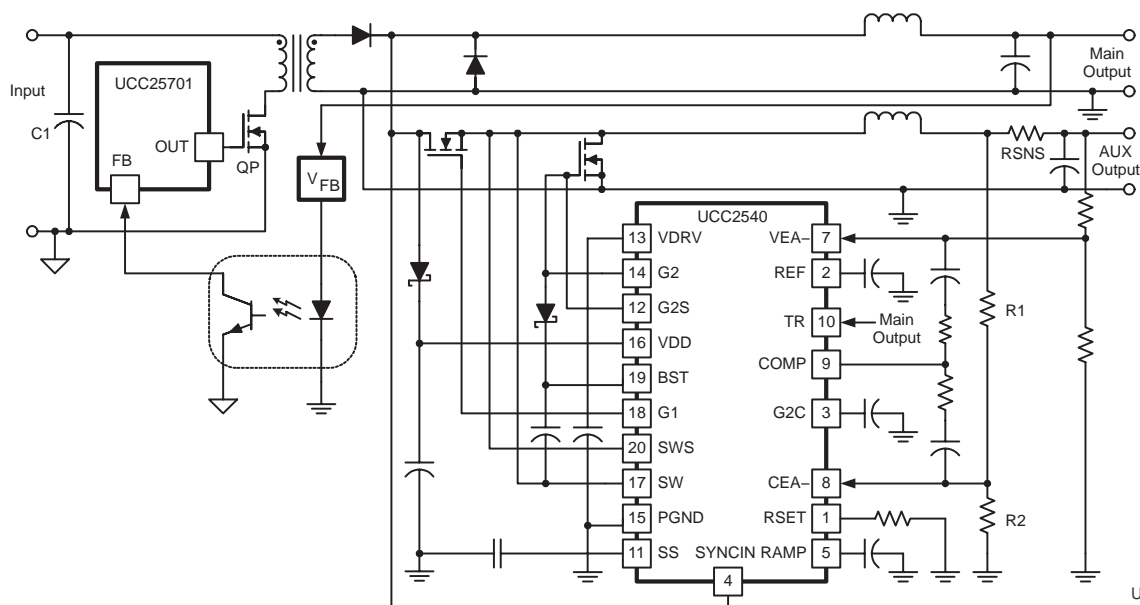 UCC25701
Input
C1
OUT
FB
QP
V FB
Main
Output
RSNS
AUX
Output
UCC2540
13 VDRV
VEA– 7
14 G2
REF 2
12 G2S
TR 10
Main
Output
16 VDD
COMP 9
19 BST
R1
18 G1
G2C 3
20 SWS
17 SW
CEA– 8
15 PGND
RSET 1
R2
11 SS
SYNCIN RAMP 5
4
U